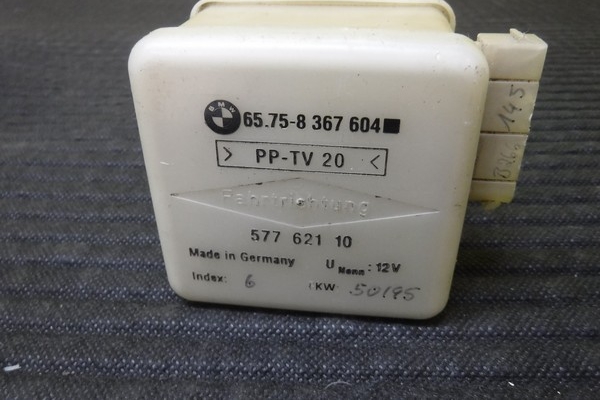 BMW 65.75-8 367 604
> PP-TV 20 <
Fahrtrichtung
577 621 10
Made in Germany U Nenn: 12V
Index: 6 KW 50195
145